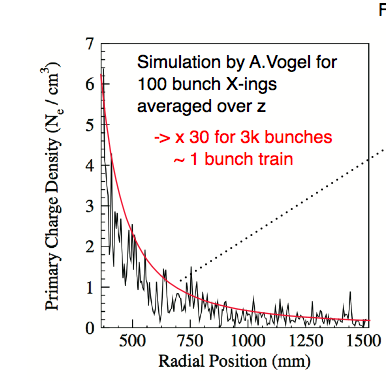 F
Simulation by A.Vogel for
100 bunch X-ings
averaged over z
-> x 30 for 3k bunches
~ 1 bunch train
Primary Charge Density (Ne / cm³)
7
6
5
4
3
2
1
0
500 750 1000 1250 1500
Radial Position (mm)